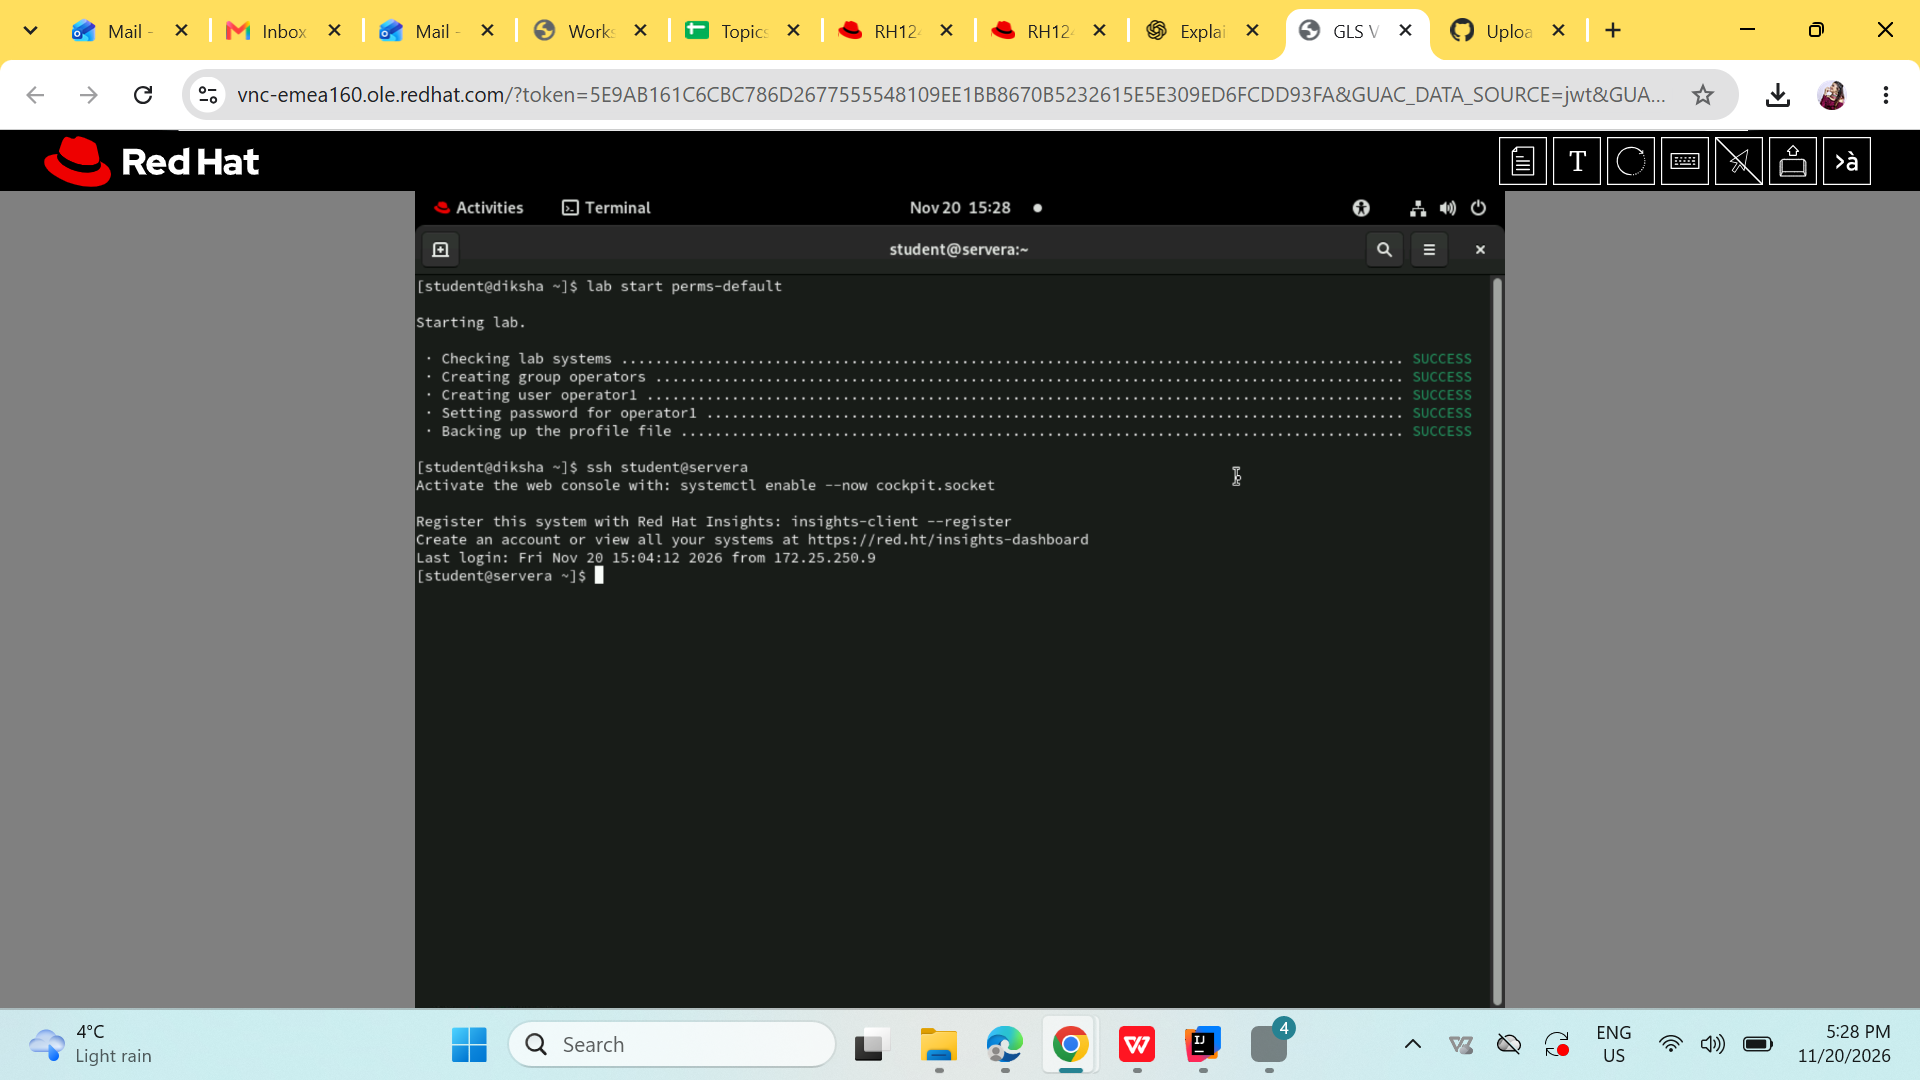 Mail -
Inbox
Mail -
Works
Topics
RH124
RH124
Explai
GLS V
Uploa
vnc-emea160.ole.redhat.com/?token=5E9AB161C6CBC786D2677555548109EE1BB8670B5232615E5E309ED6FCDD93FA&GUAC_DATA_SOURCE=jwt&GUA...
Red Hat
T
>à
Activities
Terminal
Nov 20 15:28
student@servera:~
[student@diksha ~]$ lab start perms-default
Starting lab.
· Checking lab systems ............................................................................................ SUCCESS
· Creating group operators ........................................................................................ SUCCESS
· Creating user operator1 ......................................................................................... SUCCESS
· Setting password for operator1 .................................................................................. SUCCESS
· Backing up the profile file ..................................................................................... SUCCESS
[student@diksha ~]$ ssh student@servera
Activate the web console with: systemctl enable --now cockpit.socket
Register this system with Red Hat Insights: insights-client --register
Create an account or view all your systems at https://red.ht/insights-dashboard
Last login: Fri Nov 20 15:04:12 2026 from 172.25.250.9
[student@servera ~]$
4°C
Light rain
Search
4
ENG
US
5:28 PM
11/20/2026